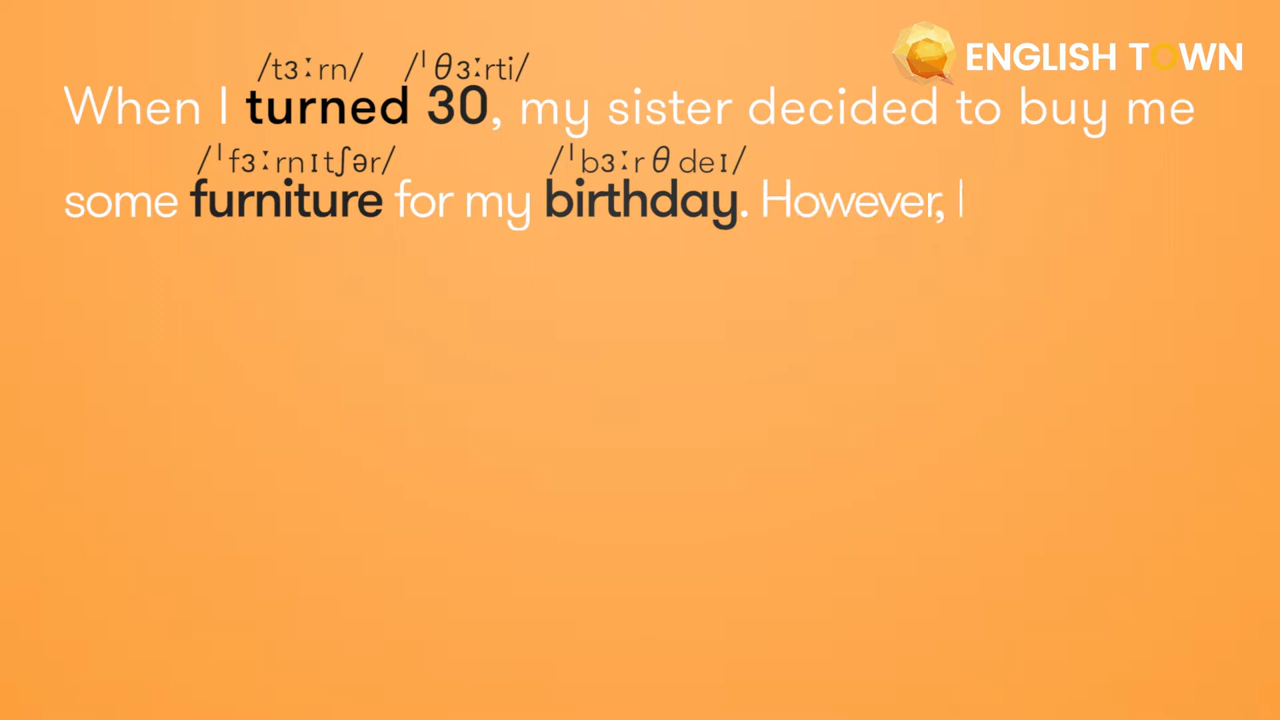 ENGLISH TOWN
/tɜːrn/ /ˈθɜːrti/
When I turned 30, my sister decided to buy me
/ˈfɜːrnɪtʃər/ /ˈbɜːrθdeɪ/
some furniture for my birthday. However, I